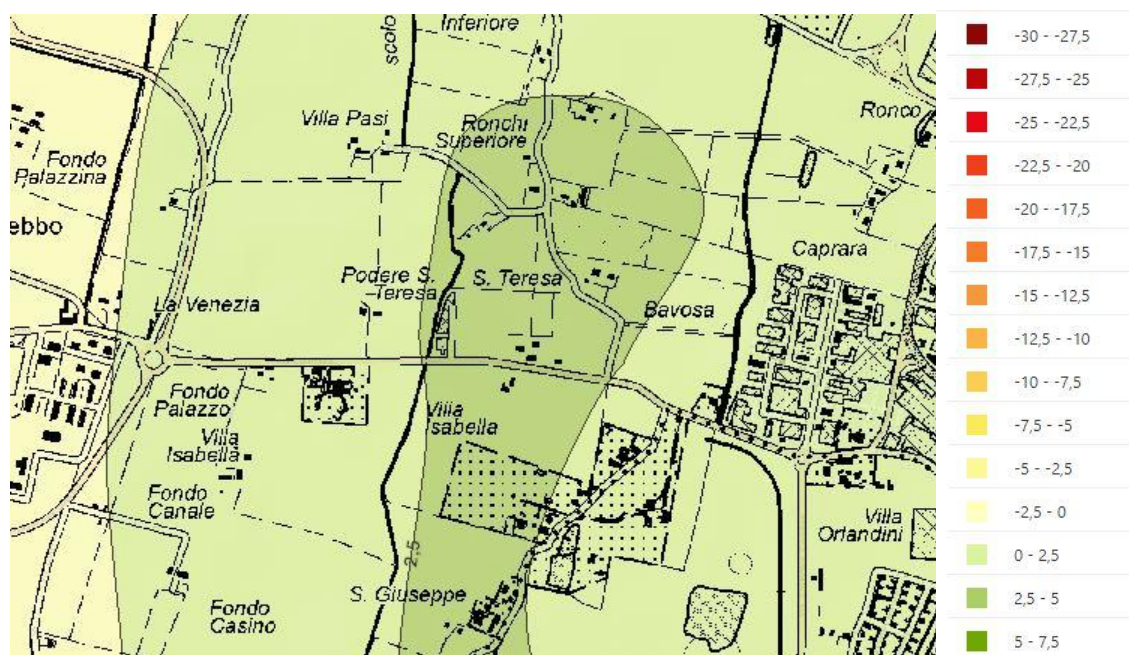 Inferiore
scolo
Villa Pasi
Ronchi
Superiore
Ronco
Fondo
Palazzina
ebbo
Caprara
Podere S.
Teresa
S. Teresa
La Venezia
Bavosa
Fondo
Palazzo
Villa
Isabella
Villa
Isabella
Fondo
Canale
Villa
Orlandini
2,5
S. Giuseppe
Fondo
Casino
-30 - -27,5
-27,5 - -25
-25 - -22,5
-22,5 - -20
-20 - -17,5
-17,5 - -15
-15 - -12,5
-12,5 - -10
-10 - -7,5
-7,5 - -5
-5 - -2,5
-2,5 - 0
0 - 2,5
2,5 - 5
5 - 7,5